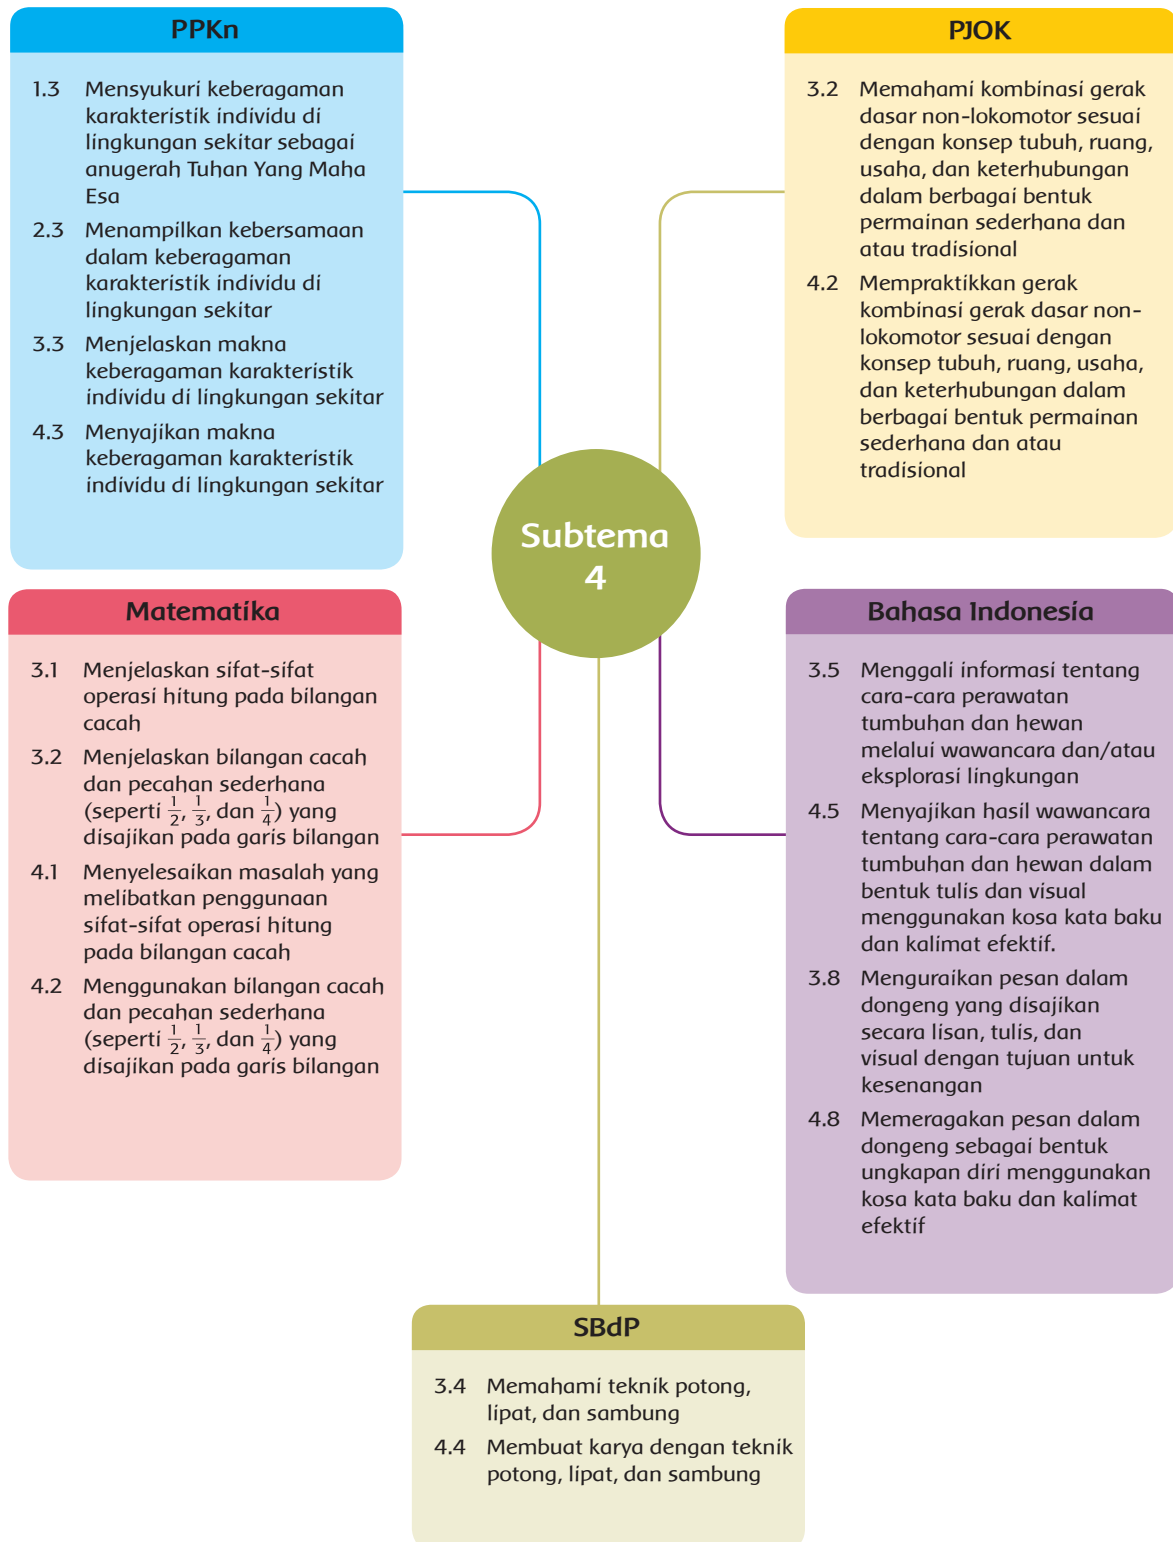 PPKn
1.3 Mensyukuri keberagaman
karakteristik individu di
lingkungan sekitar sebagai
anugerah Tuhan Yang Maha
Esa
2.3 Menampilkan kebersamaan
dalam keberagaman
karakteristik individu di
lingkungan sekitar
3.3 Menjelaskan makna
keberagaman karakteristik
individu di lingkungan sekitar
4.3 Menyajikan makna
keberagaman karakteristik
individu di lingkungan sekitar
PJOK
3.2 Memahami kombinasi gerak
dasar non-lokomotor sesuai
dengan konsep tubuh, ruang,
usaha, dan keterhubungan
dalam berbagai bentuk
permainan sederhana dan
atau tradisional
4.2 Mempraktikkan gerak
kombinasi gerak dasar non-
lokomotor sesuai dengan
konsep tubuh, ruang, usaha,
dan keterhubungan dalam
berbagai bentuk permainan
sederhana dan atau
tradisional
Subtema
4
Matematika
3.1 Menjelaskan sifat-sifat
operasi hitung pada bilangan
cacah
3.2 Menjelaskan bilangan cacah
dan pecahan sederhana
(seperti 1/2, 1/3, dan 1/4) yang
disajikan pada garis bilangan
4.1 Menyelesaikan masalah yang
melibatkan penggunaan
sifat-sifat operasi hitung
pada bilangan cacah
4.2 Menggunakan bilangan cacah
dan pecahan sederhana
(seperti 1/2, 1/3, dan 1/4) yang
disajikan pada garis bilangan
Bahasa Indonesia
3.5 Menggali informasi tentang
cara-cara perawatan
tumbuhan dan hewan
melalui wawancara dan/atau
eksplorasi lingkungan
4.5 Menyajikan hasil wawancara
tentang cara-cara perawatan
tumbuhan dan hewan dalam
bentuk tulis dan visual
menggunakan kosa kata baku
dan kalimat efektif.
3.8 Menguraikan pesan dalam
dongeng yang disajikan
secara lisan, tulis, dan
visual dengan tujuan untuk
kesenangan
4.8 Memeragakan pesan dalam
dongeng sebagai bentuk
ungkapan diri menggunakan
kosa kata baku dan kalimat
efektif
SBdP
3.4 Memahami teknik potong,
lipat, dan sambung
4.4 Membuat karya dengan teknik
potong, lipat, dan sambung